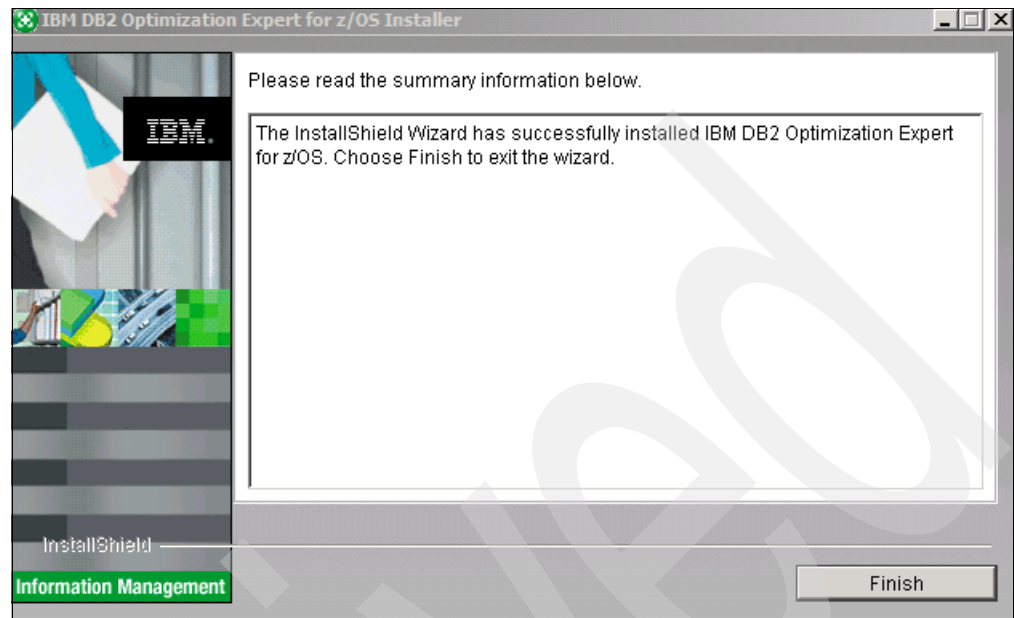 IBM DB2 Optimization Expert for z/OS Installer
Please read the summary information below.
IBM.
The InstallShield Wizard has successfully installed IBM DB2 Optimization Expert
for z/OS. Choose Finish to exit the wizard.
InstallShield
Information Management
Finish